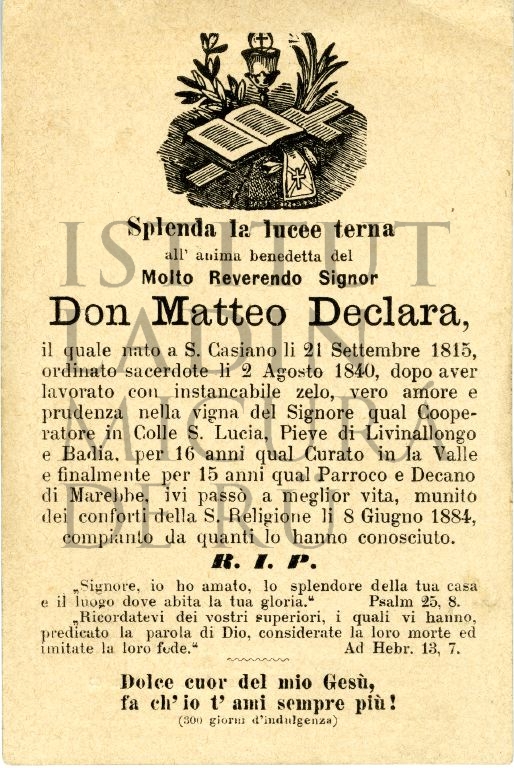 Splenda la lucee terna
all' anima benedetta del
Molto Reverendo Signor
Don Matteo Declara,
il quale nato a S. Casiano li 21 Settembre 1815,
ordinato sacerdote li 2 Agosto 1840, dopo aver
lavorato con instancabile zelo, vero amore e
prudenza nella vigna del Signore qual Coope-
ratore in Colle S. Lucia, Pieve di Livinallongo
e Badia, per 16 anni qual Curato in la Valle
e finalmente per 15 anni qual Parroco e Decano
di Marebbe, ivi passò a meglior vita, munito
dei conforti della S. Religione li 8 Giugno 1884,
compianto da quanti lo hanno conosciuto.
R. I. P.
„Signore, io ho amato, lo splendore della tua casa
e il luogo dove abita la tua gloria.“ Psalm 25, 8.
„Ricordatevi dei vostri superiori, i quali vi hanno,
predicato la parola di Dio, considerate la loro morte ed
imitate la loro fede.“ Ad Hebr. 13, 7.
Dolce cuor del mio Gesù,
fa ch' io t' ami sempre più!
(300 giorni d'indulgenza)
ISTITUT
LADIN
MICURÁ
DE RÜ